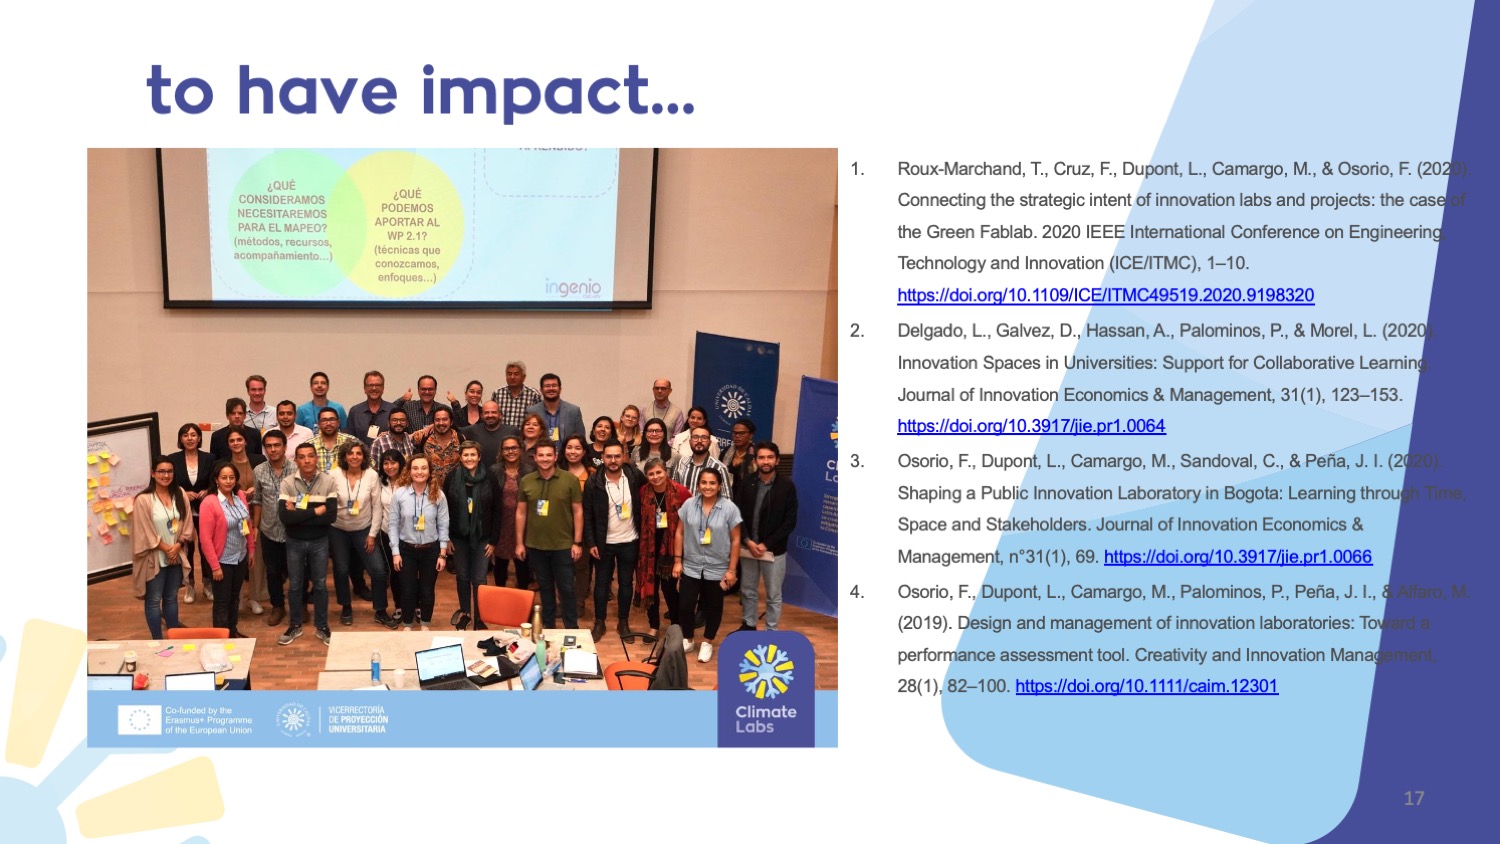 to have impact...
¿QUÉ
CONSIDERAMOS
NECESITAREMOS
PARA EL MAPEO?
(métodos, recursos,
acompañamiento...)
¿QUÉ
PODEMOS
APORTAR AL
WP 2.1?
(técnicas que
conozcamos,
enfoques...)
ingenio
UNIVERSIDAD DE CALDAS
Co-funded by the
Erasmus+ Programme
of the European Union
VICERRECTORÍA
DE PROYECCIÓN
UNIVERSITARIA
Climate
Labs
1. Roux-Marchand, T., Cruz, F., Dupont, L., Camargo, M., & Osorio, F. (2020).
Connecting the strategic intent of innovation labs and projects: the case of
the Green Fablab. 2020 IEEE International Conference on Engineering,
Technology and Innovation (ICE/ITMC), 1–10.
https://doi.org/10.1109/ICE/ITMC49519.2020.9198320
2. Delgado, L., Galvez, D., Hassan, A., Palominos, P., & Morel, L. (2020).
Innovation Spaces in Universities: Support for Collaborative Learning.
Journal of Innovation Economics & Management, 31(1), 123–153.
https://doi.org/10.3917/jie.pr1.0064
3. Osorio, F., Dupont, L., Camargo, M., Sandoval, C., & Peña, J. I. (2020).
Shaping a Public Innovation Laboratory in Bogota: Learning through Time,
Space and Stakeholders. Journal of Innovation Economics &
Management, n°31(1), 69. https://doi.org/10.3917/jie.pr1.0066
4. Osorio, F., Dupont, L., Camargo, M., Palominos, P., Peña, J. I., & Alfaro, M.
(2019). Design and management of innovation laboratories: Toward a
performance assessment tool. Creativity and Innovation Management,
28(1), 82–100. https://doi.org/10.1111/caim.12301
17